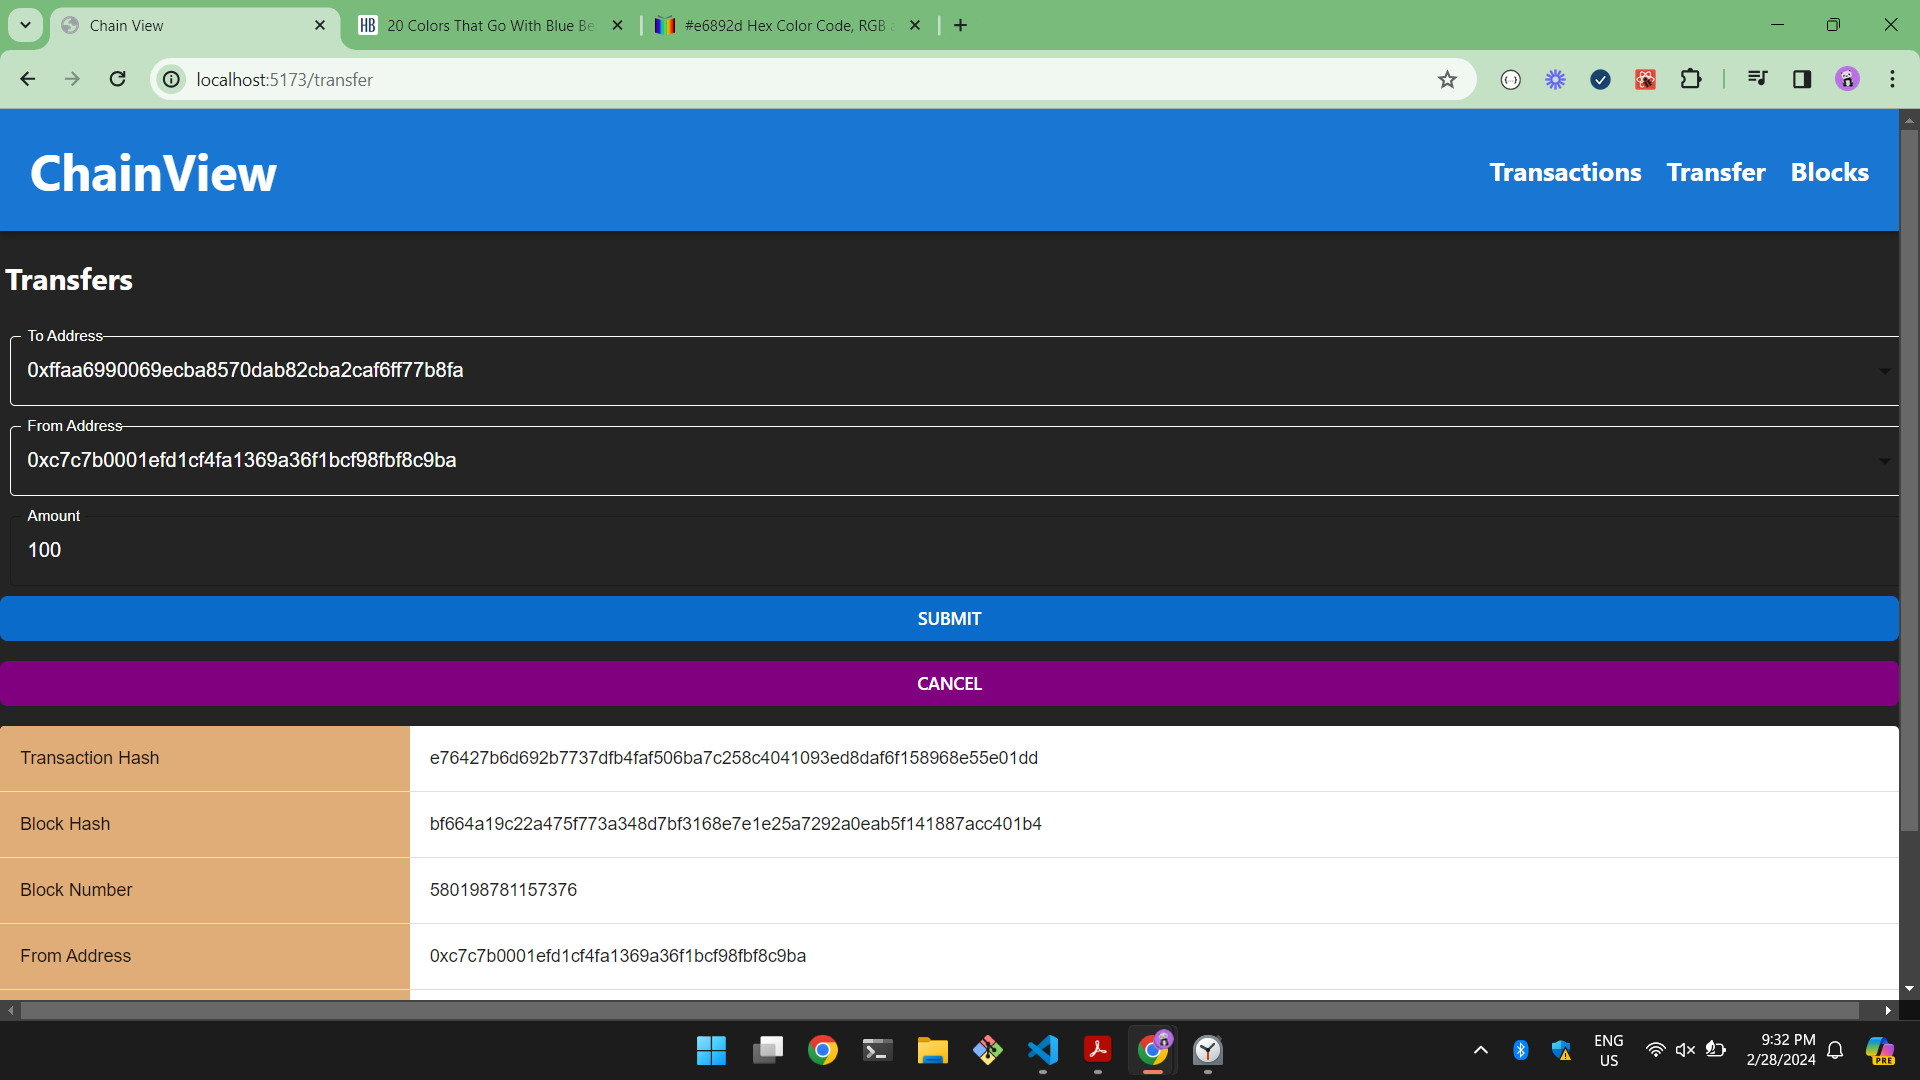 Chain View
20 Colors That Go With Blue Be
#e6892d Hex Color Code, RGB
localhost:5173/transfer
ChainView
Transactions Transfer Blocks
Transfers
To Address
0xffaa6990069ecba8570dab82cba2caf6ff77b8fa
From Address
0xc7c7b0001efd1cf4fa1369a36f1bcf98fbf8c9ba
Amount
100
SUBMIT
CANCEL
Transaction Hash e76427b6d692b7737dfb4faf506ba7c258c4041093ed8daf6f158968e55e01dd
Block Hash bf664a19c22a475f773a348d7bf3168e7e1e25a7292a0eab5f141887acc401b4
Block Number 580198781157376
From Address 0xc7c7b0001efd1cf4fa1369a36f1bcf98fbf8c9ba
ENG
US
9:32 PM
2/28/2024
PRE